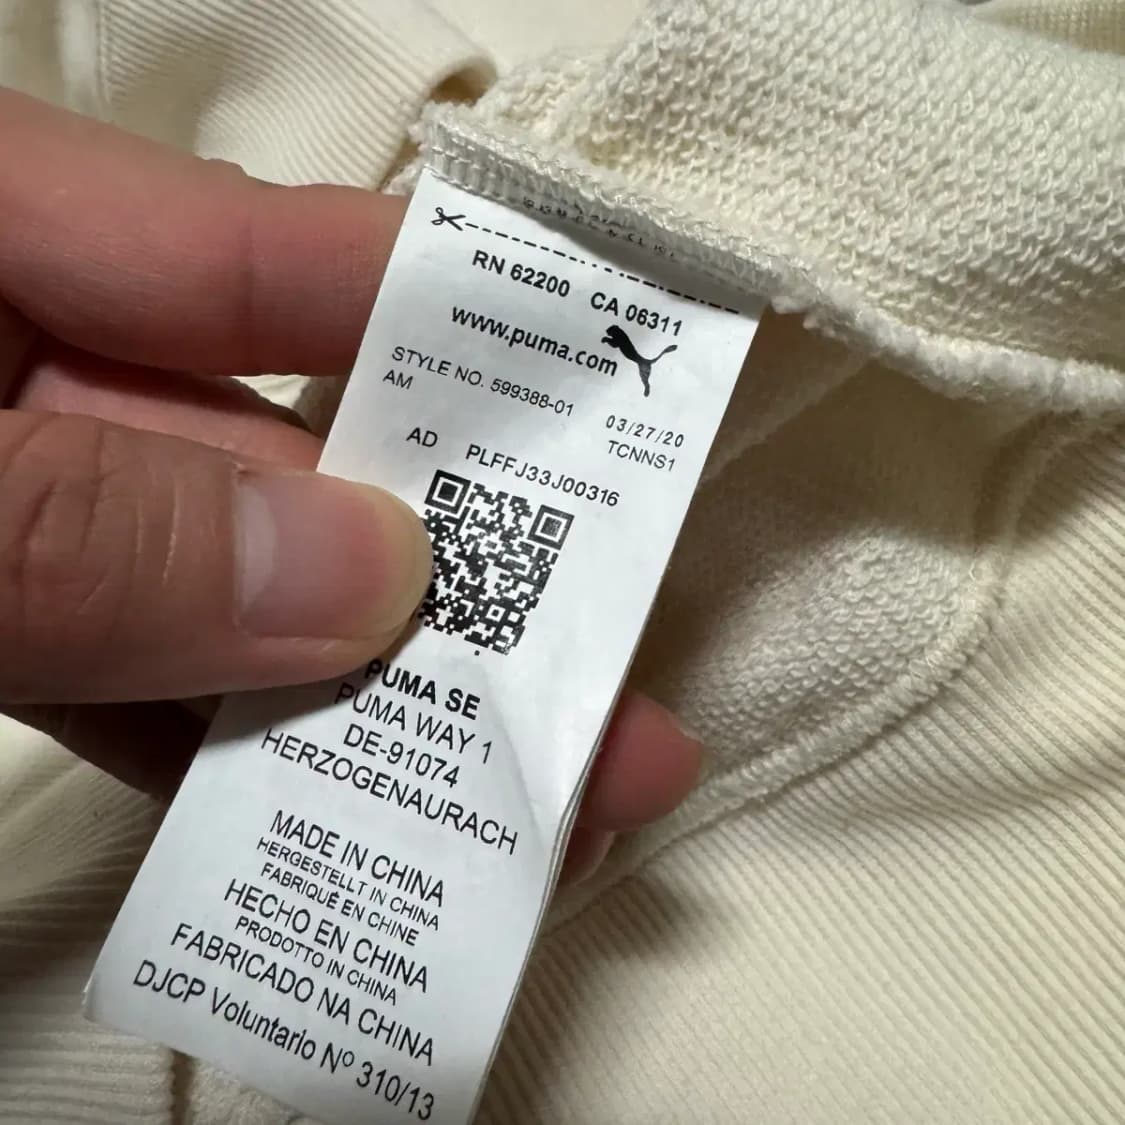 RN 62200 CA 06311
www.puma.com
STYLE NO. 599388-01
AM
03/27/20
TCNNS1
AD PLFFJ33J00316
PUMA SE
PUMA WAY 1
DE-91074
HERZOGENAURACH
MADE IN CHINA
HERGESTELLT IN CHINA
FABRIQUÉ EN CHINE
HECHO EN CHINA
PRODOTTO IN CHINA
FABRICADO NA CHINA
DJCP Voluntario Nº 310/13